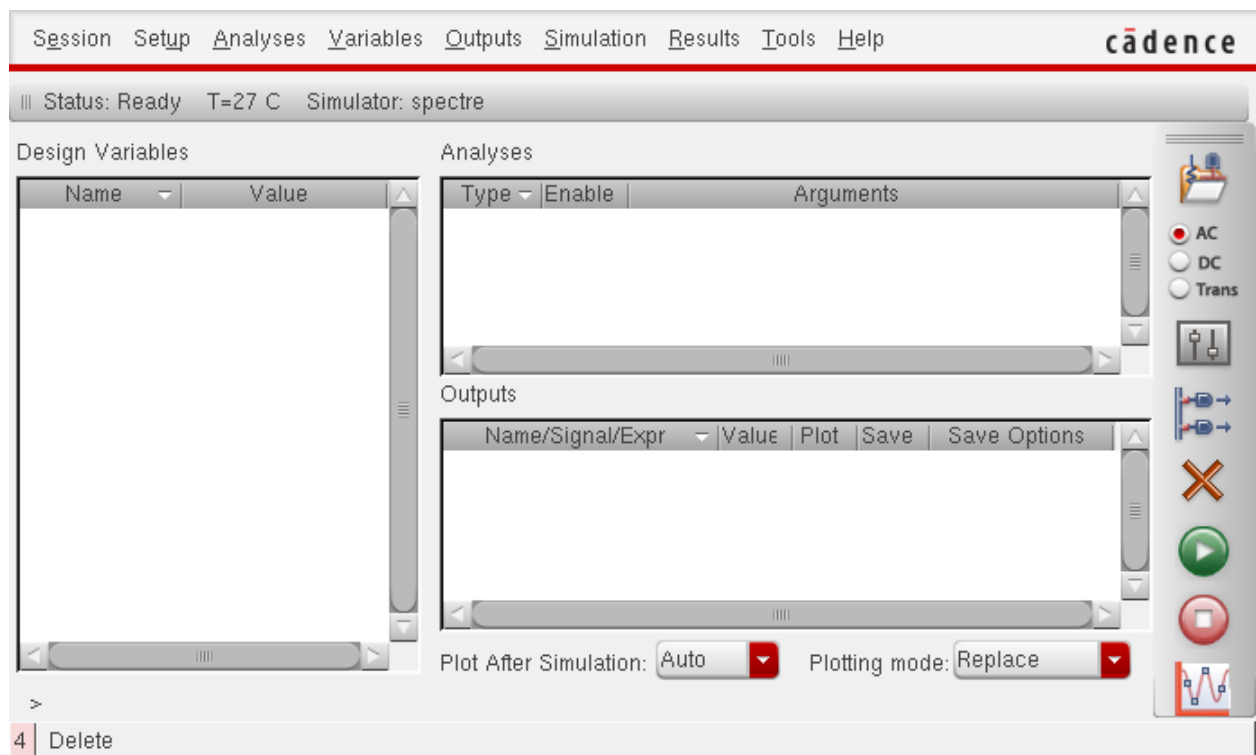 Session Setup Analyses Variables Outputs Simulation Results Tools Help cādence
Status: Ready T=27 C Simulator: spectre
Design Variables
Name Value
Analyses
Type Enable Arguments
AC
DC
Trans
Outputs
Name/Signal/Expr Value Plot Save Save Options
Plot After Simulation: Auto Plotting mode: Replace
>
4 Delete